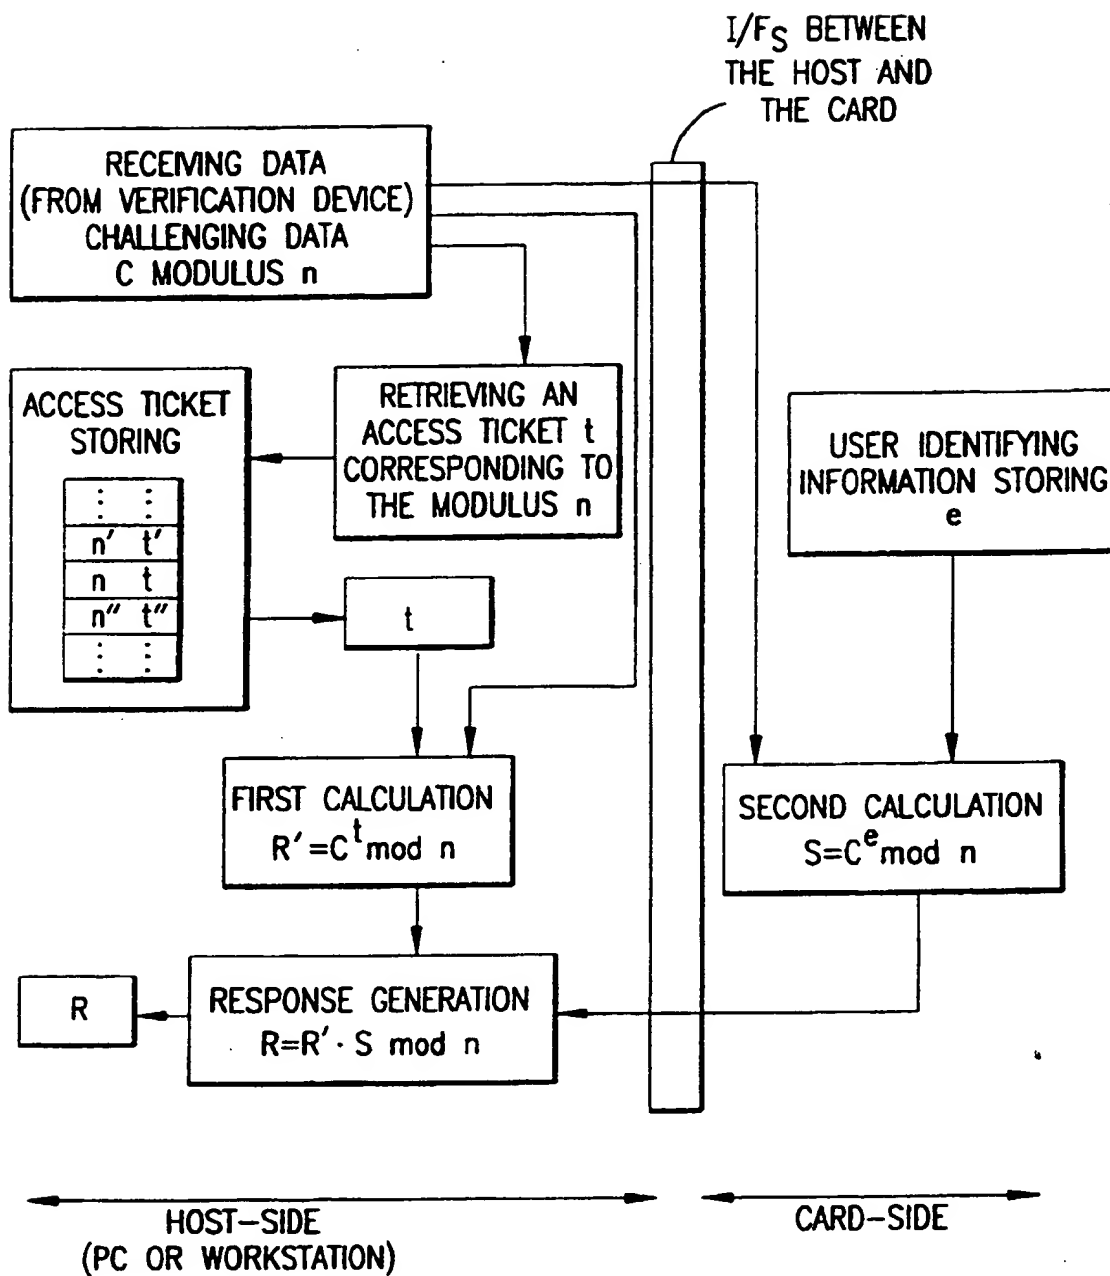 I/FS BETWEEN
THE HOST AND
THE CARD
RECEIVING DATA
(FROM VERIFICATION DEVICE)
CHALLENGING DATA
C MODULUS n
ACCESS TICKET
STORING
⋮ ⋮
n′ t′
n t
n″ t″
⋮ ⋮
RETRIEVING AN
ACCESS TICKET t
CORRESPONDING TO
THE MODULUS n
USER IDENTIFYING
INFORMATION STORING
e
t
FIRST CALCULATION
R′=C^t mod n
SECOND CALCULATION
S=C^e mod n
R
RESPONSE GENERATION
R=R′·S mod n
HOST-SIDE
(PC OR WORKSTATION)
CARD-SIDE